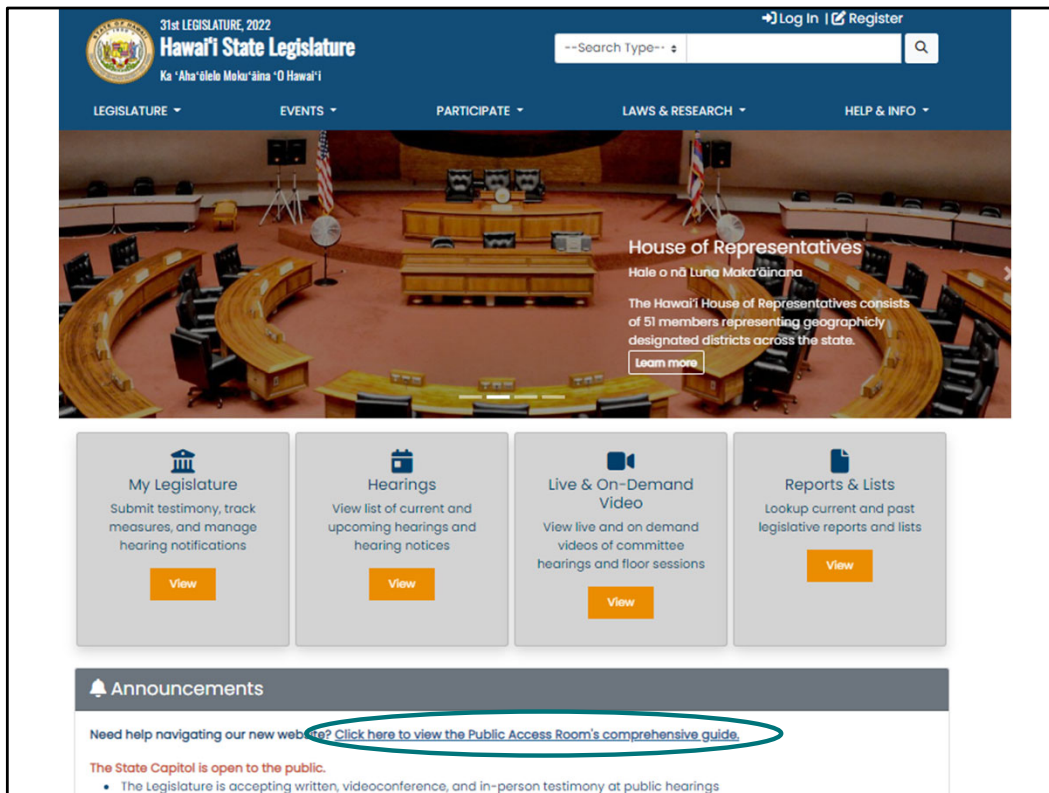 31st LEGISLATURE, 2022
Hawai‘i State Legislature
Ka ‘Aha‘ōlelo Moku‘āina ‘O Hawai‘i
Log In | Register
--Search Type--
LEGISLATURE
EVENTS
PARTICIPATE
LAWS & RESEARCH
HELP & INFO
House of Representatives
Hale o nā Luna Maka‘āinana
The Hawai‘i House of Representatives consists
of 51 members representing geographicly
designated districts across the state.
Learn more
My Legislature
Submit testimony, track
measures, and manage
hearing notifications
View
Hearings
View list of current and
upcoming hearings and
hearing notices
View
Live & On-Demand
Video
View live and on demand
videos of committee
hearings and floor sessions
View
Reports & Lists
Lookup current and past
legislative reports and lists
View
Announcements
Need help navigating our new website? Click here to view the Public Access Room's comprehensive guide.
The State Capitol is open to the public.
• The Legislature is accepting written, videoconference, and in-person testimony at public hearings